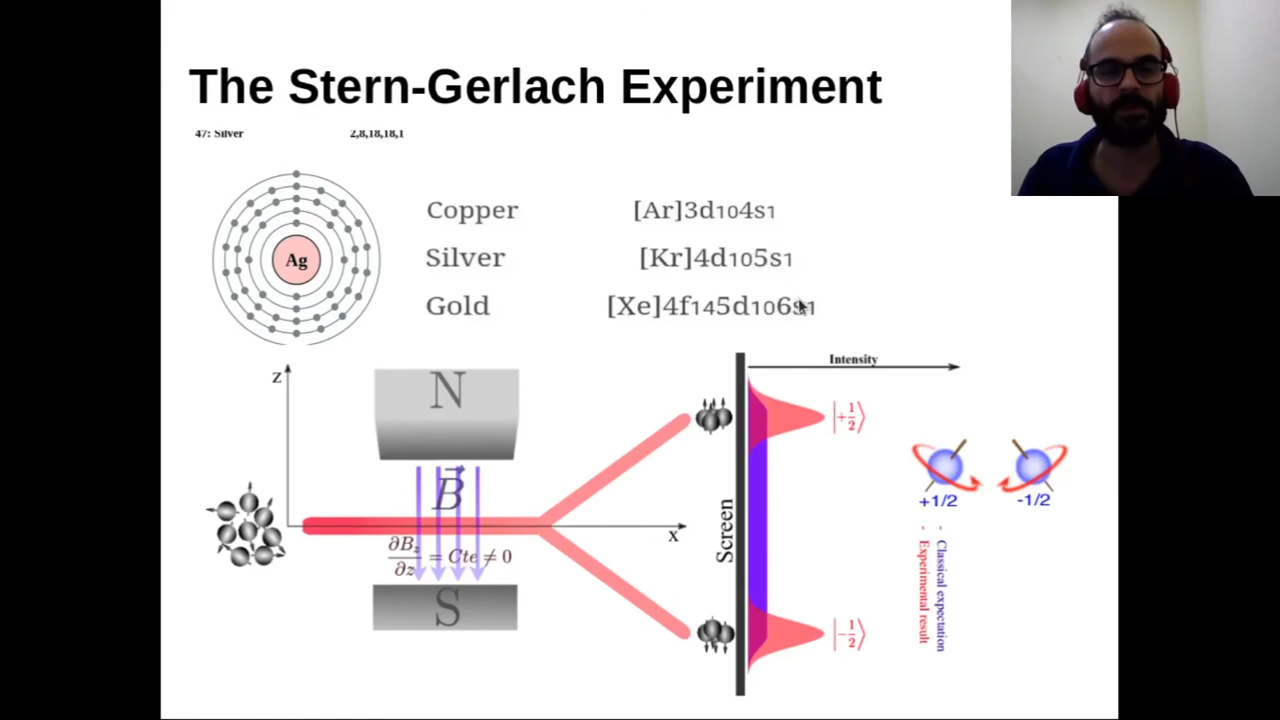 The Stern-Gerlach Experiment
47: Silver 2,8,18,18,1
Ag
Copper [Ar]3d104s1
Silver [Kr]4d105s1
Gold [Xe]4f145d106s1
z
N
B⃗
∂B_z/∂z = Cte ≠ 0
S
x
Screen
Intensity
|+1/2⟩
|−1/2⟩
+1/2 -1/2
- Classical expectation
- Experimental result